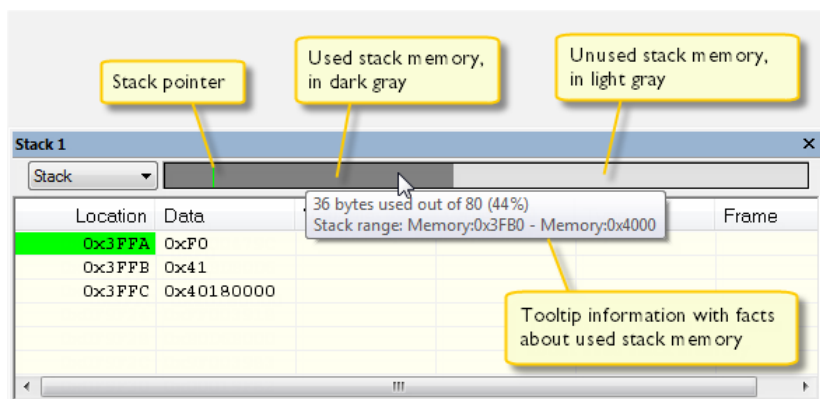 Stack pointer
Used stack memory,
in dark gray
Unused stack memory,
in light gray
Stack 1
Stack
36 bytes used out of 80 (44%)
Stack range: Memory:0x3FB0 - Memory:0x4000
Location Data Frame
0x3FFA 0xF0
0x3FFB 0x41
0x3FFC 0x40180000
Tooltip information with facts
about used stack memory